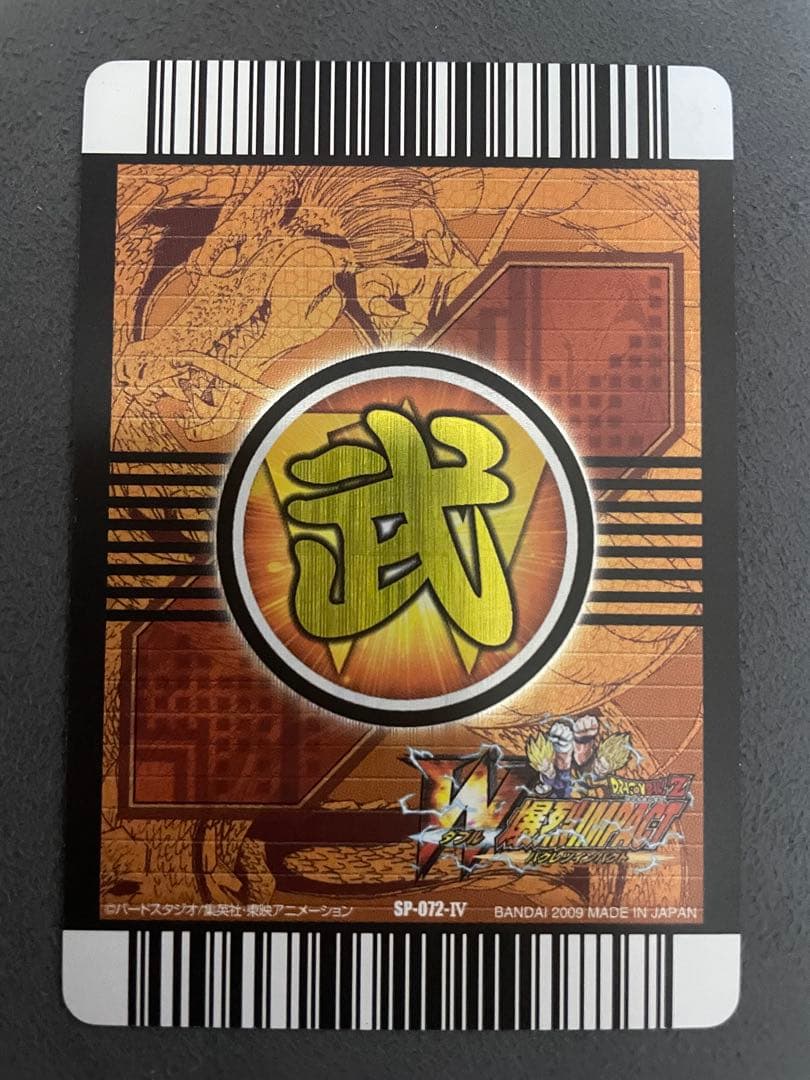 武
DRAGON BALL Z
W爆烈IMPACT
ダブル
バクレツインパクト
©バードスタジオ/集英社・東映アニメーション
SP-072-IV
BANDAI 2009 MADE IN JAPAN